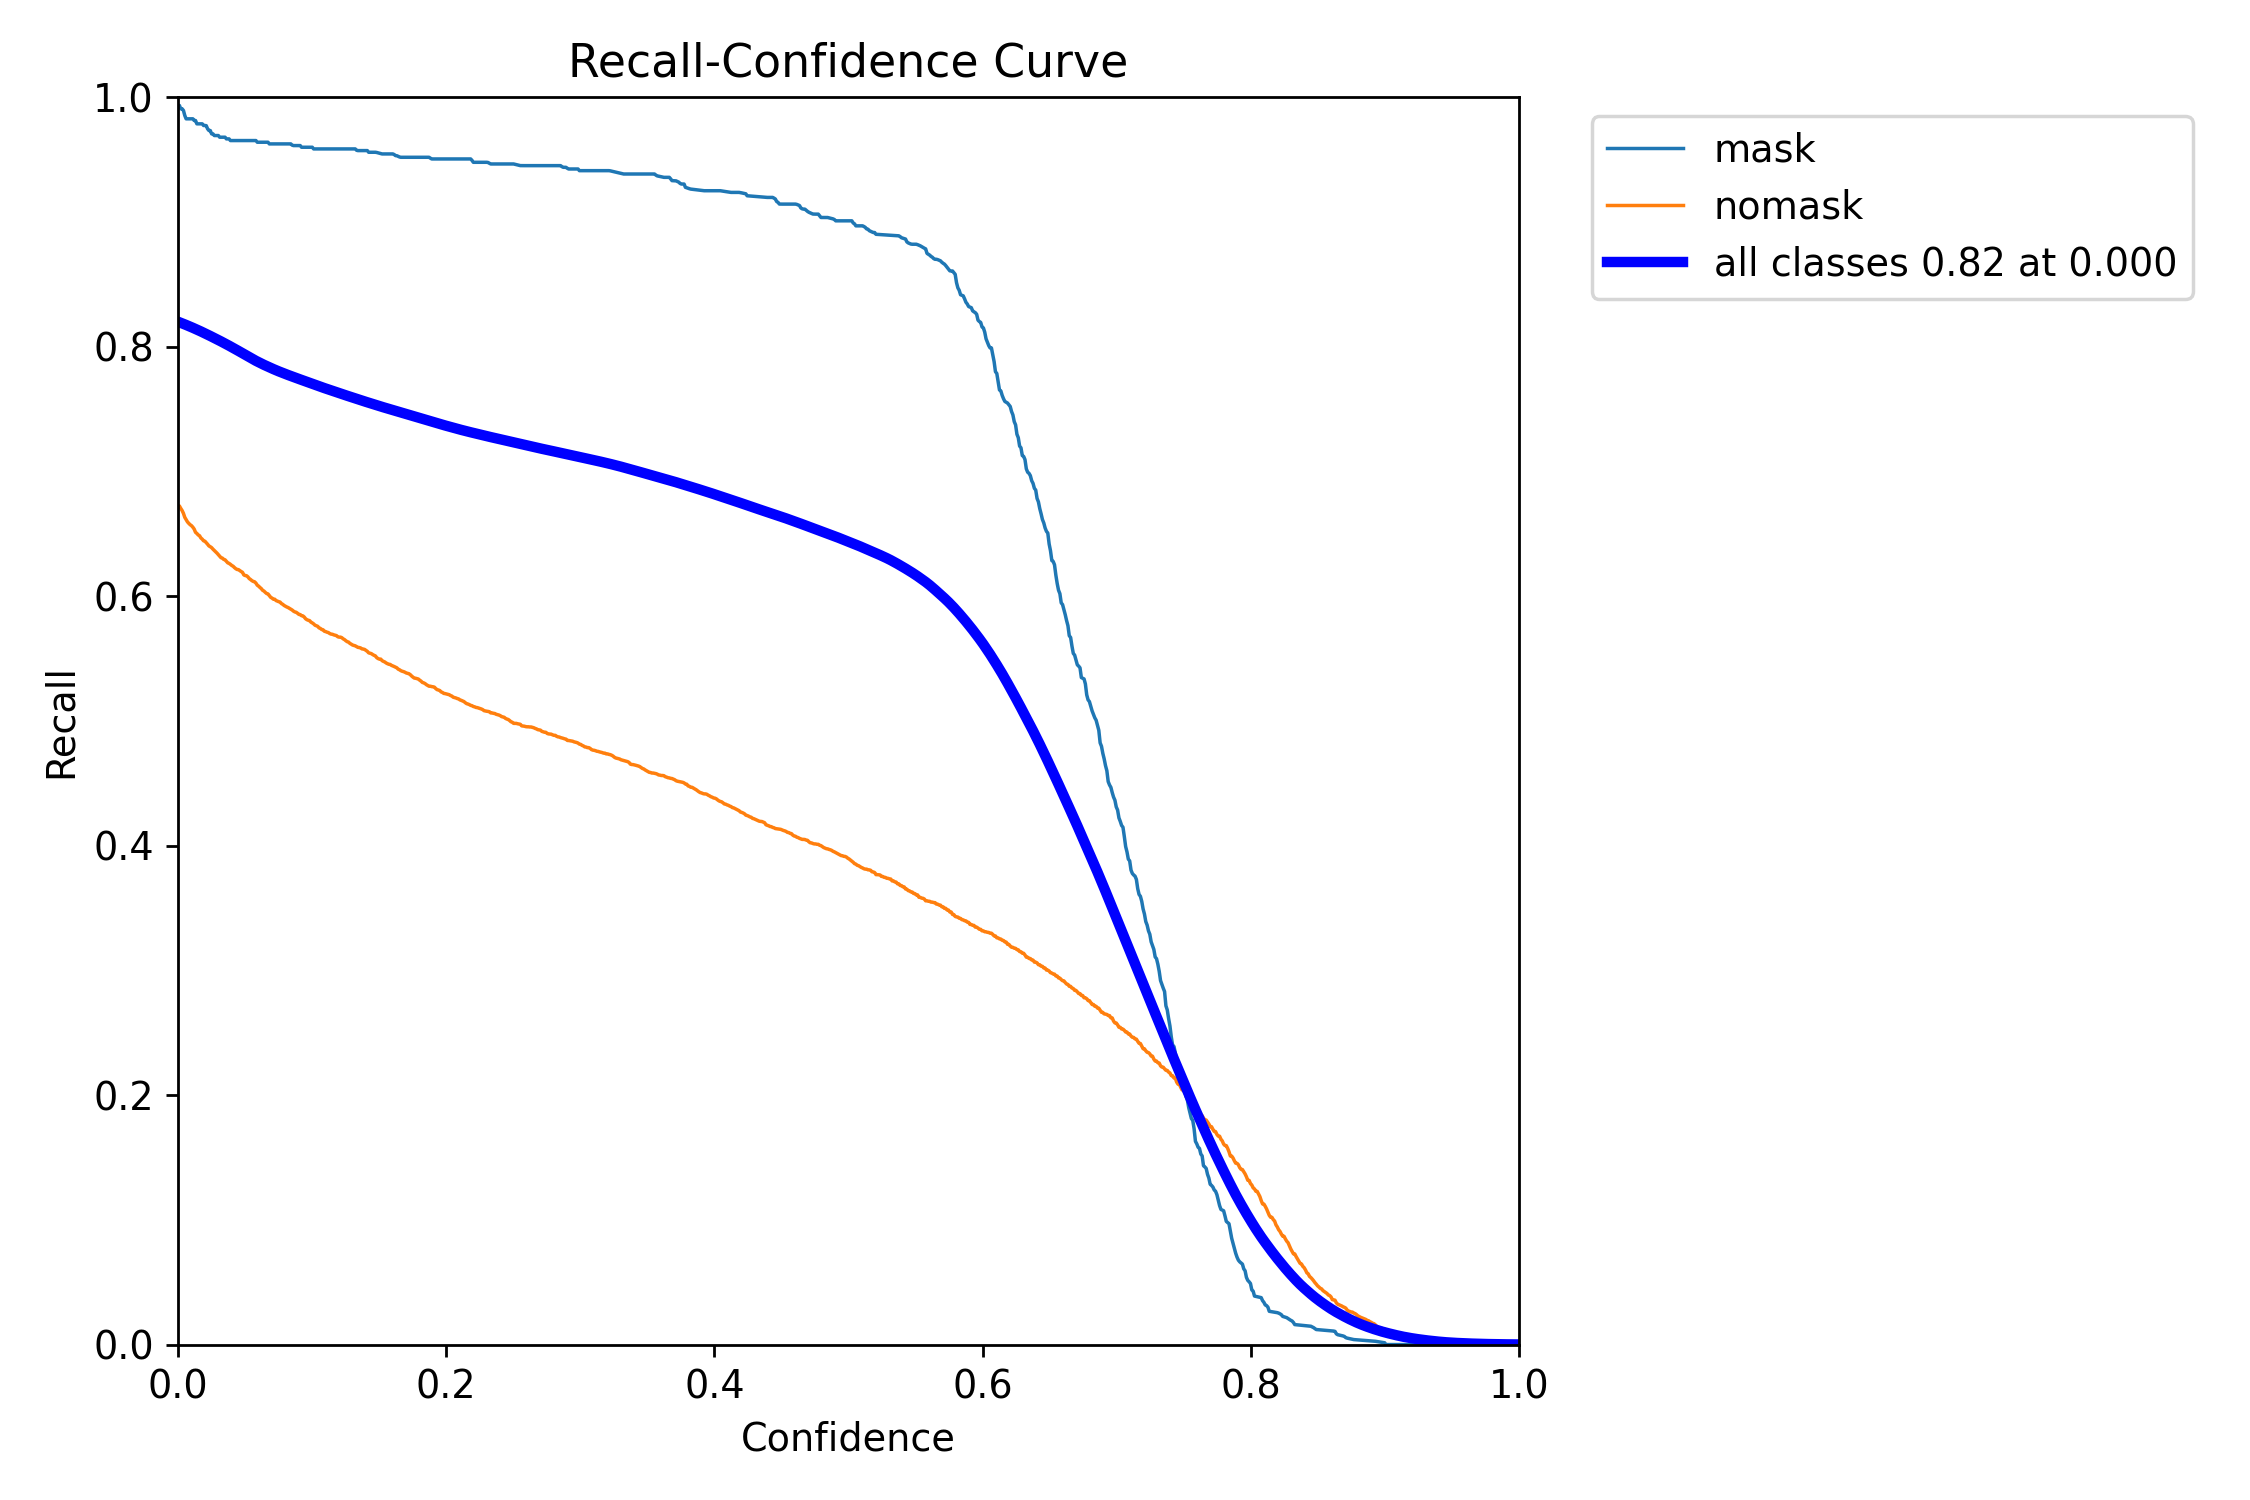 Recall-Confidence Curve
1.0
0.8
0.6
0.4
0.2
0.0
Recall
0.0 0.2 0.4 0.6 0.8 1.0
Confidence
mask
nomask
all classes 0.82 at 0.000